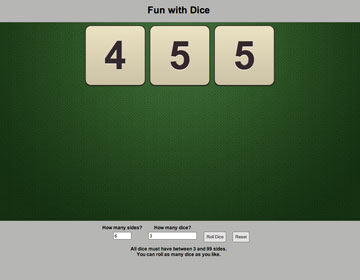 Fun with Dice
4 5 5
How many sides? How many dice?
6 3 Roll Dice Reset
All dice must have between 3 and 99 sides.
You can roll as many dice as you like.